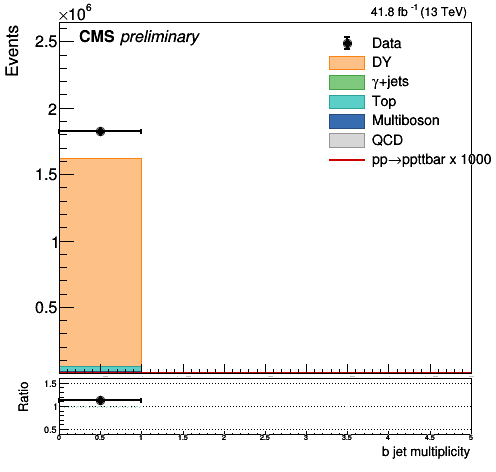 ×10⁶
41.8 fb⁻¹ (13 TeV)
Events
CMS preliminary
2.5
2
1.5
1
0.5
Data
DY
γ+jets
Top
Multiboson
QCD
pp→ppttbar x 1000
Ratio
1.5
1
0.5
0 0.5 1 1.5 2 2.5 3 3.5 4 4.5 5
b jet multiplicity